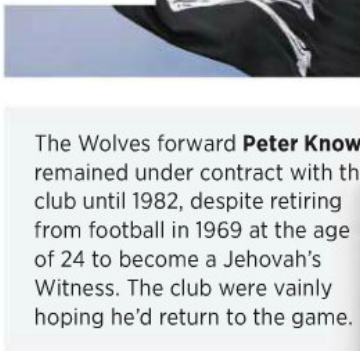 The Wolves forward Peter Know
remained under contract with th
club until 1982, despite retiring
from football in 1969 at the age
of 24 to become a Jehovah's
Witness. The club were vainly
hoping he'd return to the game.